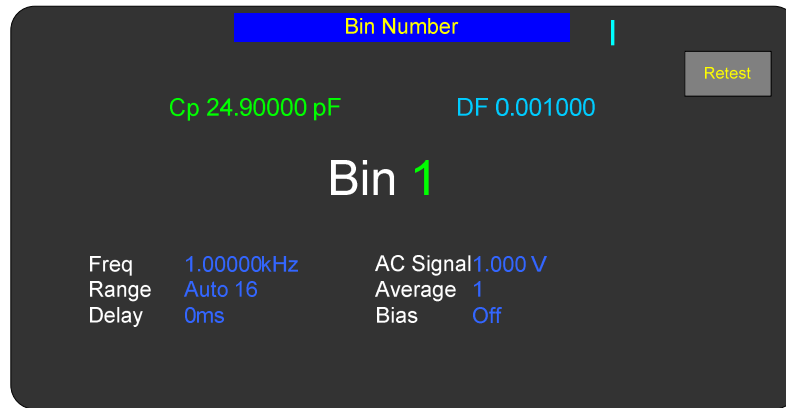 Bin Number
Retest
Cp 24.90000 pF DF 0.001000
Bin 1
Freq 1.00000kHz AC Signal 1.000 V
Range Auto 16 Average 1
Delay 0ms Bias Off